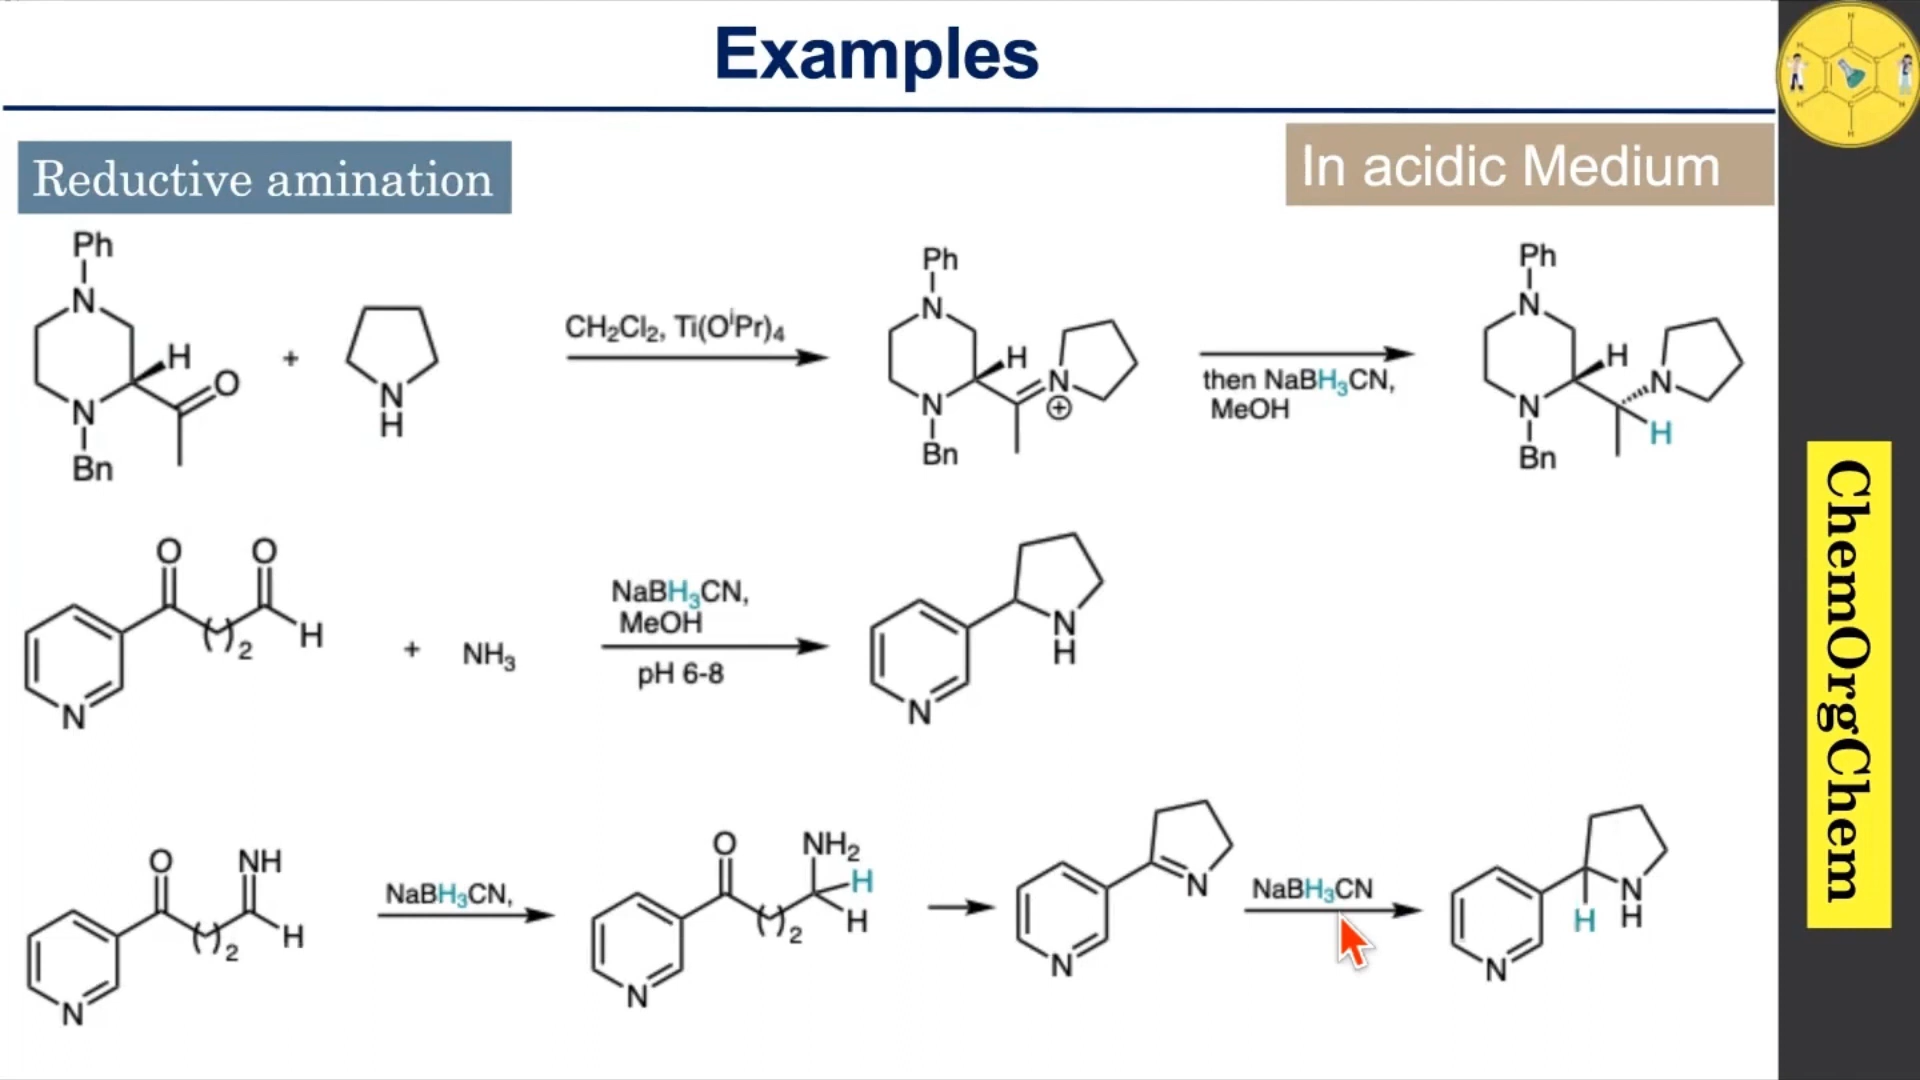 Examples
Reductive amination
In acidic Medium
Ph
N
H
O
N
Bn
+
N
H
CH₂Cl₂, Ti(OⁱPr)₄
Ph
N
H
N
⊕
N
Bn
then NaBH₃CN,
MeOH
Ph
N
H
N
N
H
Bn
O
O
( )₂
H
N
+
NH₃
NaBH₃CN,
MeOH
pH 6-8
N
H
N
O
NH
( )₂
H
N
NaBH₃CN,
O
NH₂
H
( )₂
H
N
N
N
NaBH₃CN
H
N
H
N
ChemOrgChem